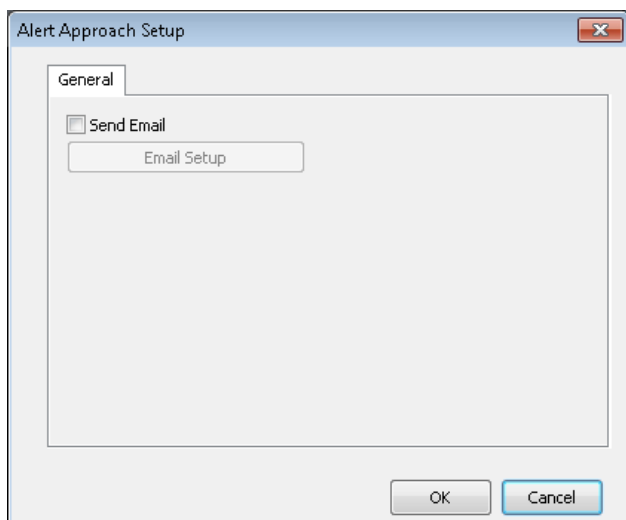 Alert Approach Setup
General
Send Email
Email Setup
OK Cancel